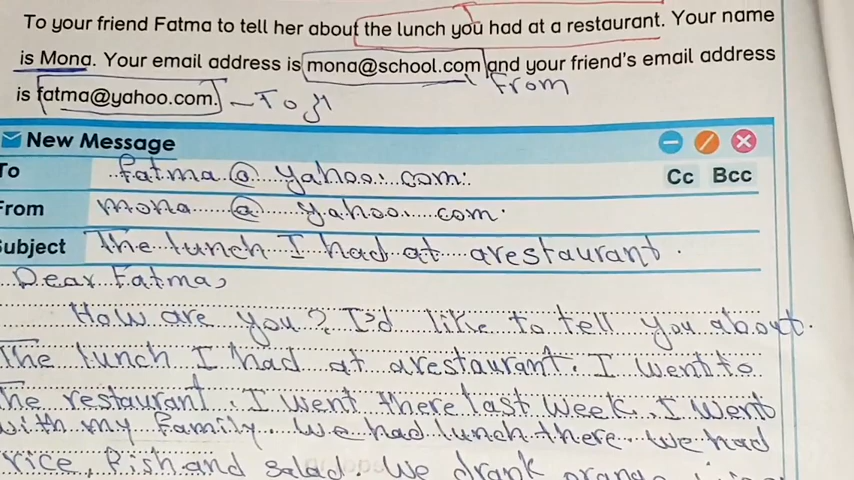 To your friend Fatma to tell her about the lunch you had at a restaurant. Your name
is Mona. Your email address is mona@school.com and your friend's email address
From
is fatma@yahoo.com. - To
New Message
To fatma@yahoo.com.
Cc Bcc
From mona@yahoo.com.
Subject The lunch I had at arestaurant.
Dear Fatma,
How are you? I'd like to tell you about.
The lunch I had at arestaurant. I went to
The restaurant. I went there last week. I went
with my family. We had lunch there. We had
rice, fish and salad. We drank orange